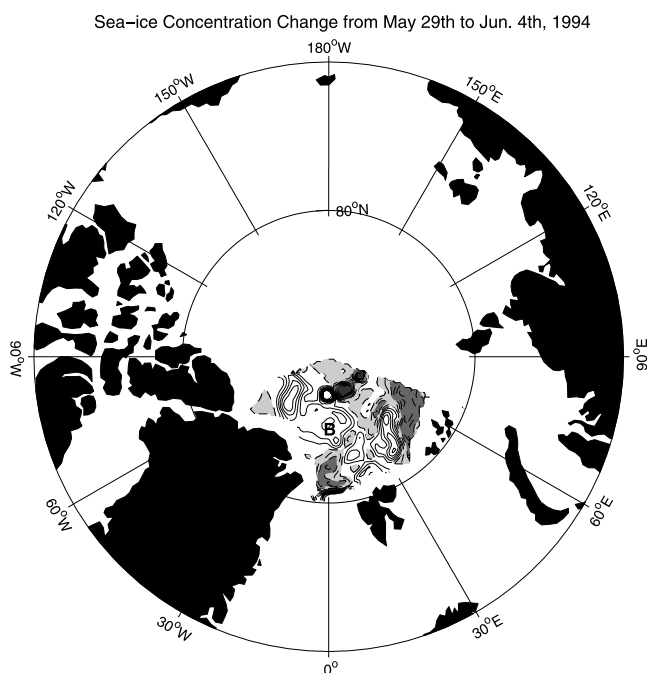 Sea-ice Concentration Change from May 29th to Jun. 4th, 1994
180°W
150°W
150°E
120°W
80°N
120°E
90°W
90°E
B
60°W
60°E
30°W
30°E
0°